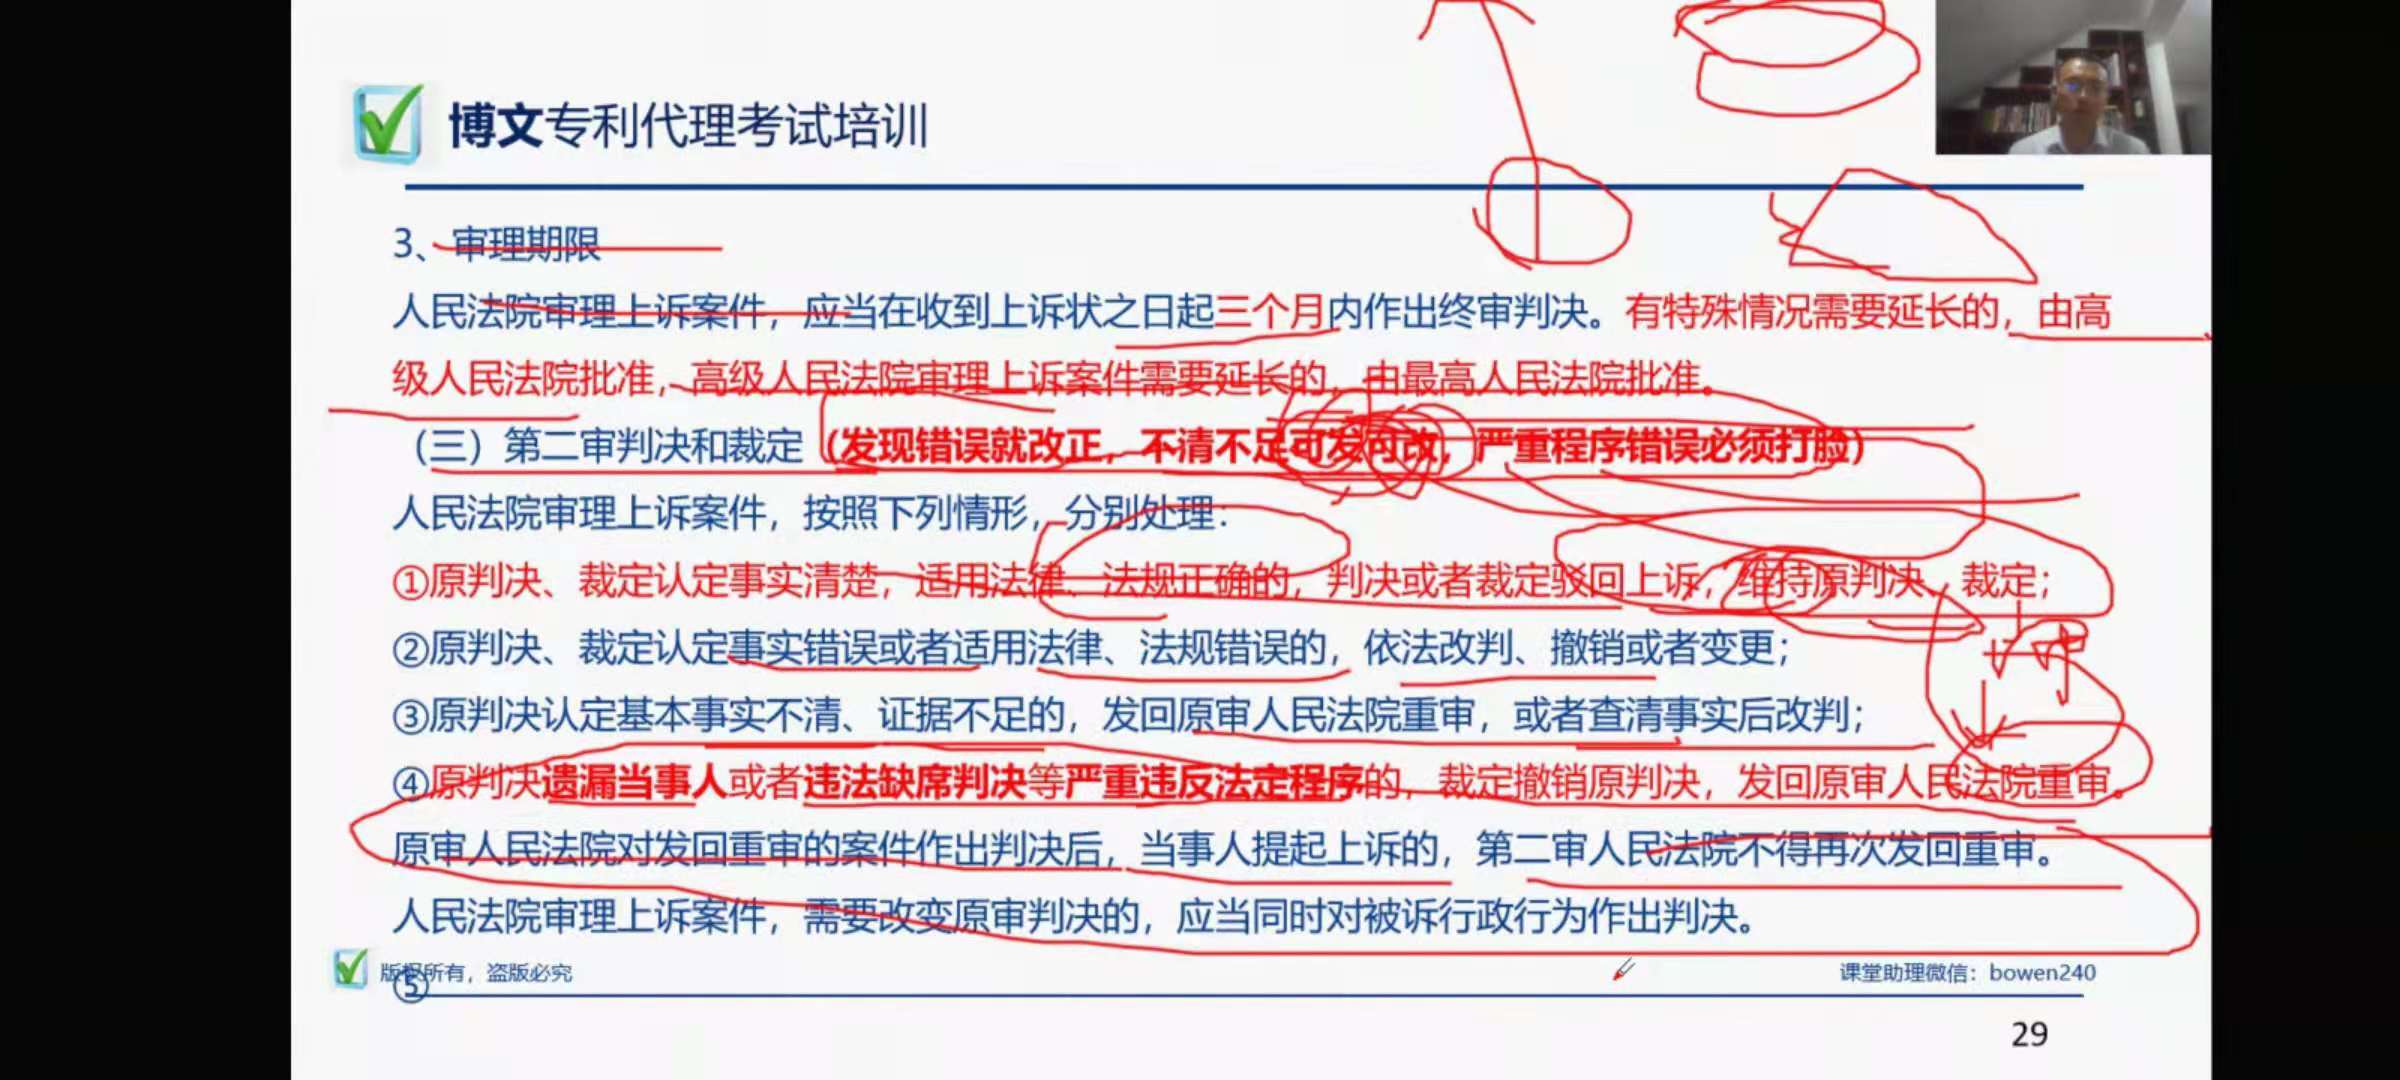 博文专利代理考试培训
3、审理期限
人民法院审理上诉案件，应当在收到上诉状之日起三个月内作出终审判决。有特殊情况需要延长的，由高
级人民法院批准，高级人民法院审理上诉案件需要延长的，由最高人民法院批准。
（三）第二审判决和裁定（发现错误就改正，不清不足可发可改，严重程序错误必须打脸）
人民法院审理上诉案件，按照下列情形，分别处理：
①原判决、裁定认定事实清楚，适用法律、法规正确的，判决或者裁定驳回上诉，维持原判决、裁定；
②原判决、裁定认定事实错误或者适用法律、法规错误的，依法改判、撤销或者变更；
③原判决认定基本事实不清、证据不足的，发回原审人民法院重审，或者查清事实后改判；
④原判决遗漏当事人或者违法缺席判决等严重违反法定程序的，裁定撤销原判决，发回原审人民法院重审。
原审人民法院对发回重审的案件作出判决后，当事人提起上诉的，第二审人民法院不得再次发回重审。
人民法院审理上诉案件，需要改变原审判决的，应当同时对被诉行政行为作出判决。
版权所有，盗版必究
课堂助理微信：bowen240
⑤
29